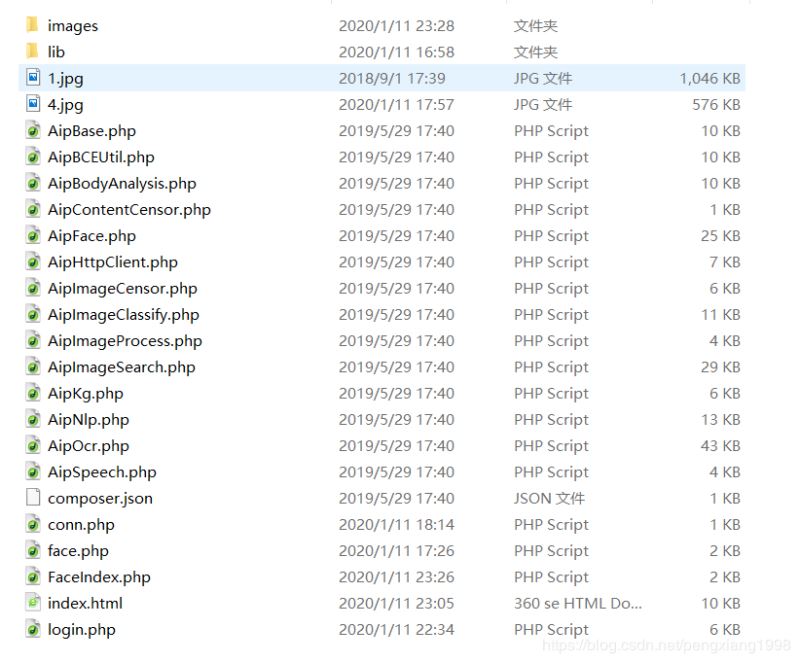 images 2020/1/11 23:28 文件夹
lib 2020/1/11 16:58 文件夹
1.jpg 2018/9/1 17:39 JPG 文件 1,046 KB
4.jpg 2020/1/11 17:57 JPG 文件 576 KB
AipBase.php 2019/5/29 17:40 PHP Script 10 KB
AipBCEUtil.php 2019/5/29 17:40 PHP Script 10 KB
AipBodyAnalysis.php 2019/5/29 17:40 PHP Script 10 KB
AipContentCensor.php 2019/5/29 17:40 PHP Script 1 KB
AipFace.php 2019/5/29 17:40 PHP Script 25 KB
AipHttpClient.php 2019/5/29 17:40 PHP Script 7 KB
AipImageCensor.php 2019/5/29 17:40 PHP Script 6 KB
AipImageClassify.php 2019/5/29 17:40 PHP Script 11 KB
AipImageProcess.php 2019/5/29 17:40 PHP Script 4 KB
AipImageSearch.php 2019/5/29 17:40 PHP Script 29 KB
AipKg.php 2019/5/29 17:40 PHP Script 6 KB
AipNlp.php 2019/5/29 17:40 PHP Script 13 KB
AipOcr.php 2019/5/29 17:40 PHP Script 43 KB
AipSpeech.php 2019/5/29 17:40 PHP Script 4 KB
composer.json 2019/5/29 17:40 JSON 文件 1 KB
conn.php 2020/1/11 18:14 PHP Script 1 KB
face.php 2020/1/11 17:26 PHP Script 2 KB
FaceIndex.php 2020/1/11 23:26 PHP Script 2 KB
index.html 2020/1/11 23:05 360 se HTML Do... 10 KB
login.php 2020/1/11 22:34 PHP Script 6 KB
https://blog.csdn.net/pengxiang1998